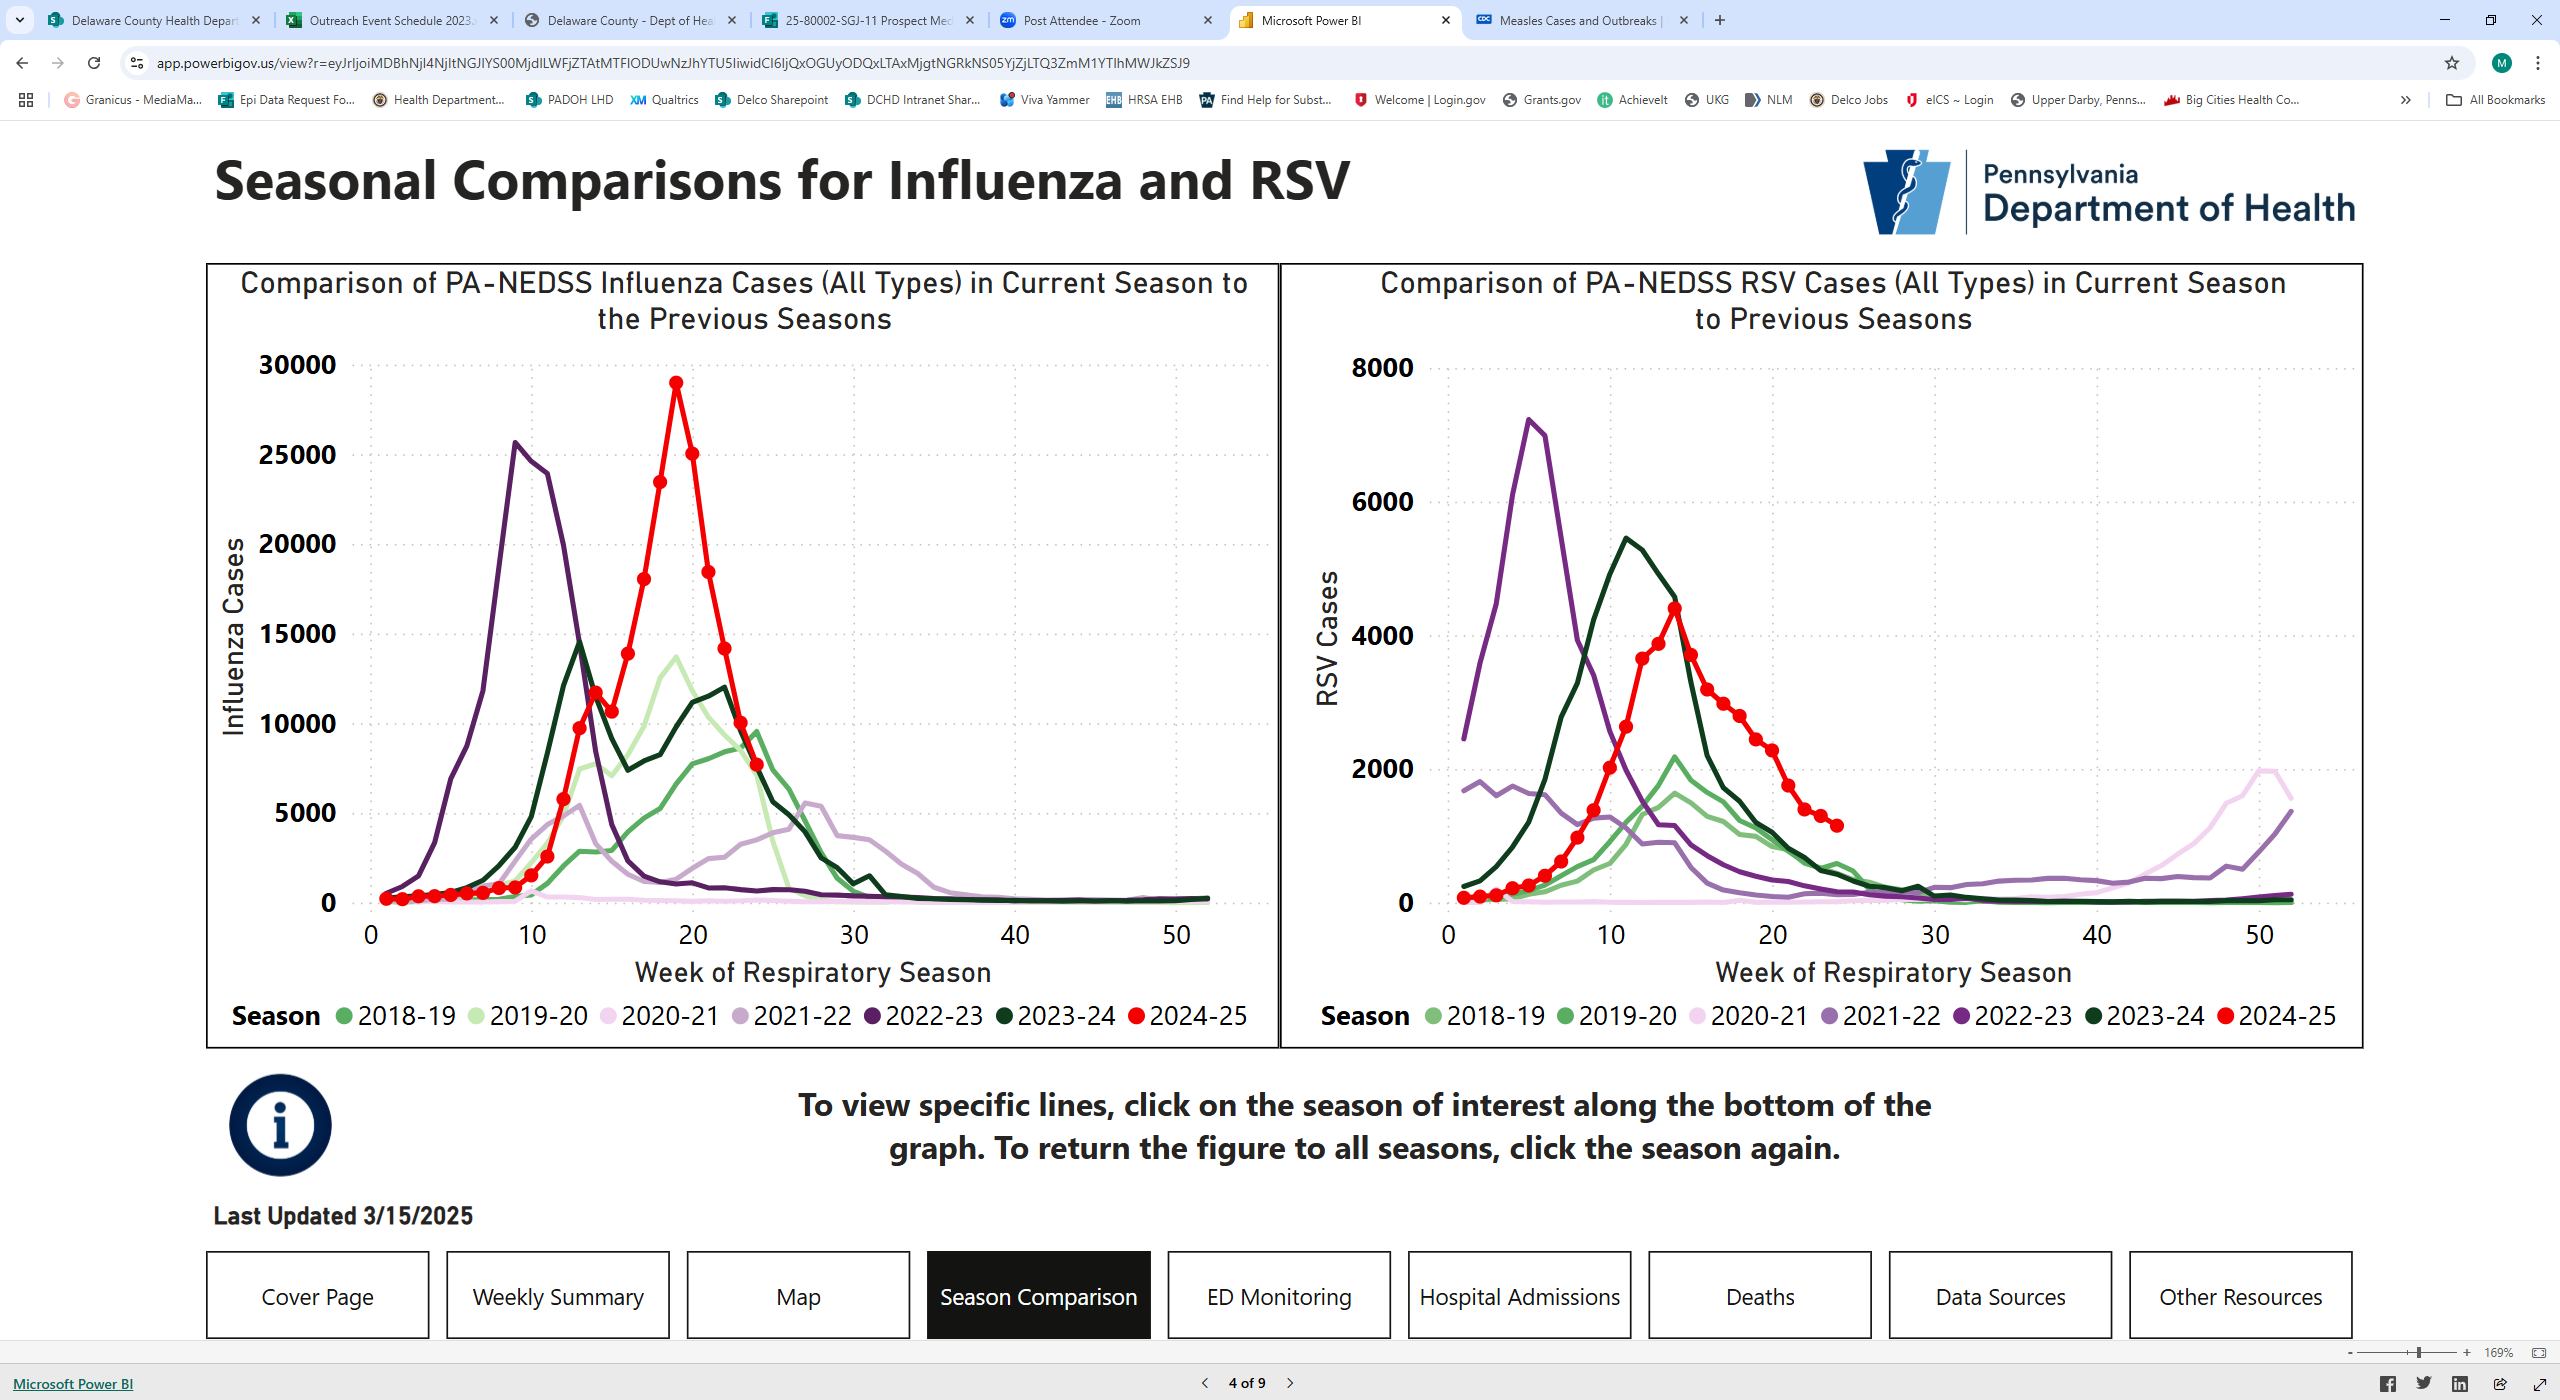 Delaware County Health Depar
Outreach Event Schedule 2023.
Delaware County - Dept of Heal
25-80002-SGJ-11 Prospect Med
Post Attendee - Zoom
Microsoft Power BI
Measles Cases and Outbreaks |
Granicus - MediaMa...
Epi Data Request Fo...
Health Department...
PADOH LHD
Qualtrics
Delco Sharepoint
DCHD Intranet Shar...
Viva Yammer
HRSA EHB
Find Help for Subst...
Welcome | Login.gov
Grants.gov
AchieveIt
UKG
NLM
Delco Jobs
eICS ~ Login
Upper Darby, Penns...
Big Cities Health Co...
All Bookmarks
Seasonal Comparisons for Influenza and RSV
Pennsylvania
Department of Health
Comparison of PA-NEDSS Influenza Cases (All Types) in Current Season to
the Previous Seasons
30000
25000
20000
15000
10000
5000
0
Influenza Cases
0 10 20 30 40 50
Week of Respiratory Season
Season 2018-19 2019-20 2020-21 2021-22 2022-23 2023-24 2024-25
Comparison of PA-NEDSS RSV Cases (All Types) in Current Season
to Previous Seasons
8000
6000
4000
2000
0
RSV Cases
0 10 20 30 40 50
Week of Respiratory Season
Season 2018-19 2019-20 2020-21 2021-22 2022-23 2023-24 2024-25
To view specific lines, click on the season of interest along the bottom of the
graph. To return the figure to all seasons, click the season again.
Last Updated 3/15/2025
Cover Page
Weekly Summary
Map
Season Comparison
ED Monitoring
Hospital Admissions
Deaths
Data Sources
Other Resources
169%
Microsoft Power BI
4 of 9